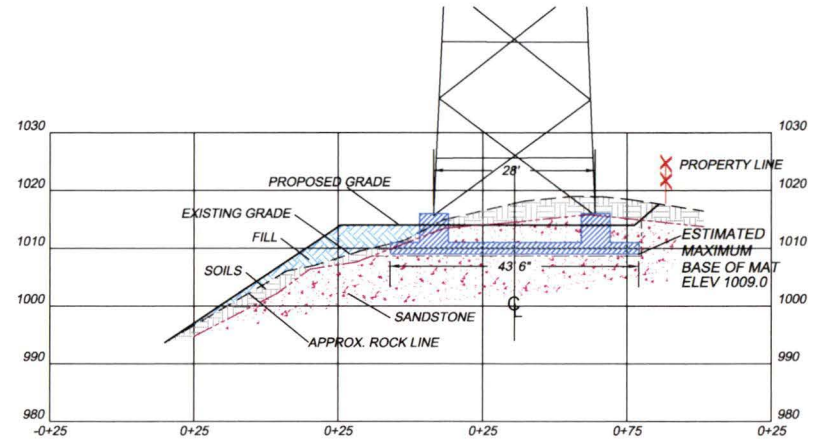 1030
1030
28'
PROPERTY LINE
PROPOSED GRADE
1020
1020
EXISTING GRADE
FILL
ESTIMATED
MAXIMUM
BASE OF MAT
ELEV 1009.0
1010
1010
SOILS
43' 6"
1000
1000
CL
SANDSTONE
APPROX. ROCK LINE
990
990
980
980
-0+25
0+25
0+25
0+25
0+75
0+25